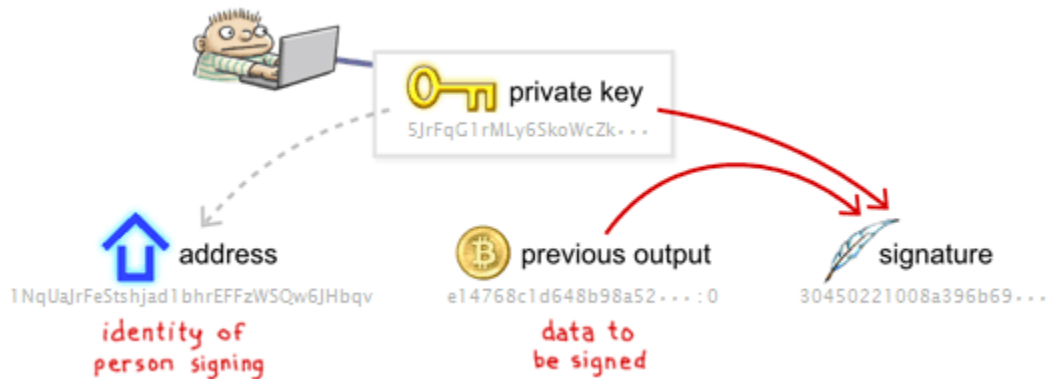 private key
5JrFqG1rMLy6SkoWcZk...
address
previous output
signature
1NqUaJrFeStshjad1bhrEFFzWSQw6JHbqv
e14768c1d648b98a52...:0
30450221008a396b69...
identity of
person signing
data to
be signed